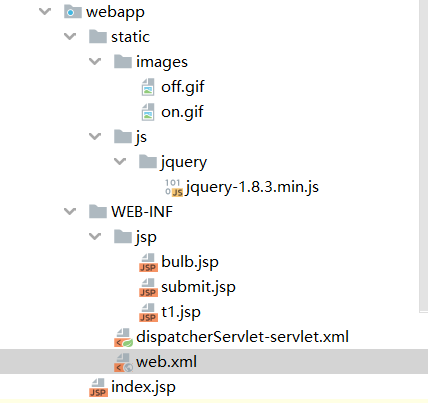 webapp
static
images
off.gif
on.gif
js
jquery
jquery-1.8.3.min.js
WEB-INF
jsp
bulb.jsp
submit.jsp
t1.jsp
dispatcherServlet-servlet.xml
web.xml
index.jsp